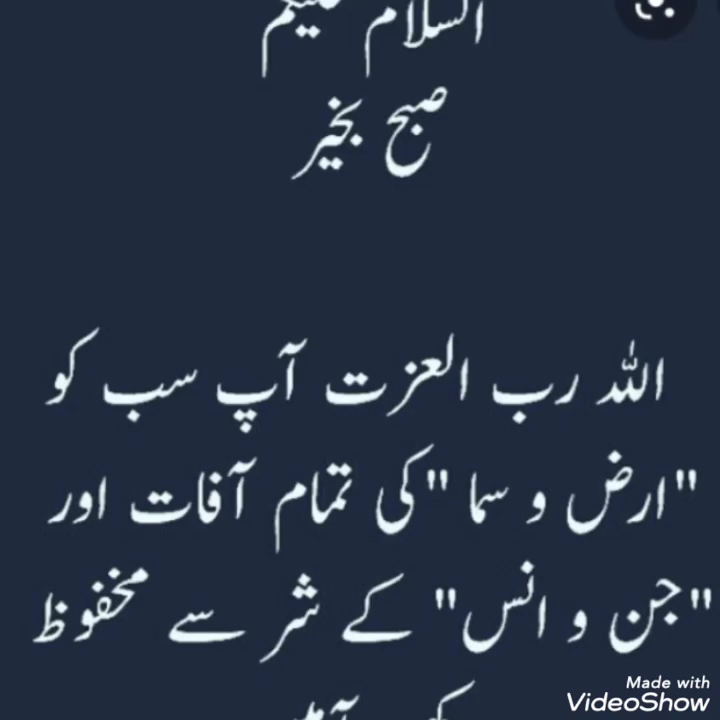 السلام علیکم
صبح بخیر
اللہ رب العزت آپ سب کو
"ارض و سما "کی تمام آفات اور
"جن و انس" کے شر سے محفوظ
Made with
VideoShow